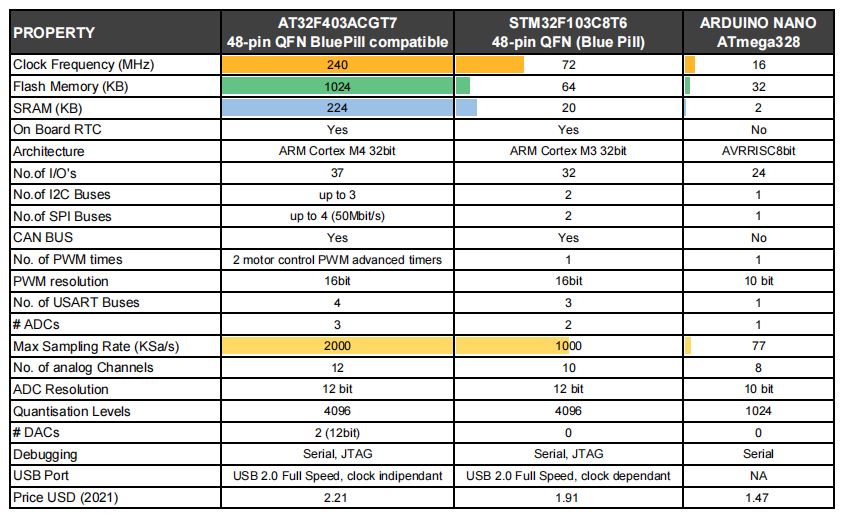 PROPERTY AT32F403ACGT7 48-pin QFN BluePill compatible STM32F103C8T6 48-pin QFN (Blue Pill) ARDUINO NANO ATmega328
Clock Frequency (MHz) 240 72 16
Flash Memory (KB) 1024 64 32
SRAM (KB) 224 20 2
On Board RTC Yes Yes No
Architecture ARM Cortex M4 32bit ARM Cortex M3 32bit AVRRISC8bit
No.of I/O's 37 32 24
No.of I2C Buses up to 3 2 1
No.of SPI Buses up to 4 (50Mbit/s) 2 1
CAN BUS Yes Yes No
No. of PWM times 2 motor control PWM advanced timers 1 1
PWM resolution 16bit 16bit 10 bit
No. of USART Buses 4 3 1
# ADCs 3 2 1
Max Sampling Rate (KSa/s) 2000 1000 77
No. of analog Channels 12 10 8
ADC Resolution 12 bit 12 bit 10 bit
Quantisation Levels 4096 4096 1024
# DACs 2 (12bit) 0 0
Debugging Serial, JTAG Serial, JTAG Serial
USB Port USB 2.0 Full Speed, clock indipendant USB 2.0 Full Speed, clock dependant NA
Price USD (2021) 2.21 1.91 1.47